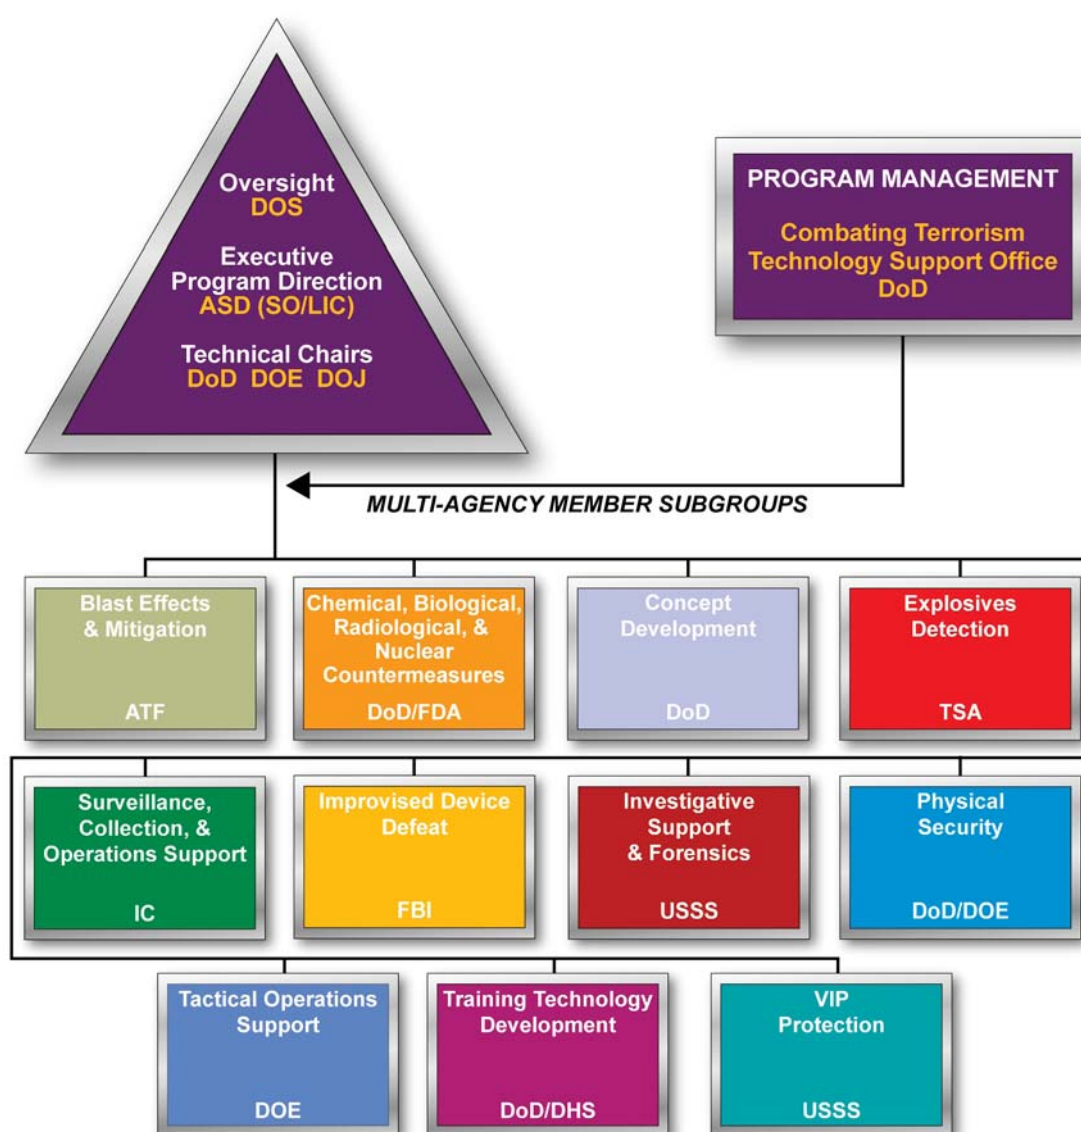 Oversight
DOS
Executive
Program Direction
ASD (SO/LIC)
Technical Chairs
DoD DOE DOJ
PROGRAM MANAGEMENT
Combating Terrorism
Technology Support Office
DoD
MULTI-AGENCY MEMBER SUBGROUPS
Blast Effects
& Mitigation
ATF
Chemical, Biological,
Radiological, &
Nuclear
Countermeasures
DoD/FDA
Concept
Development
DoD
Explosives
Detection
TSA
Surveillance,
Collection, &
Operations Support
IC
Improvised Device
Defeat
FBI
Investigative
Support
& Forensics
USSS
Physical
Security
DoD/DOE
Tactical Operations
Support
DOE
Training Technology
Development
DoD/DHS
VIP
Protection
USSS